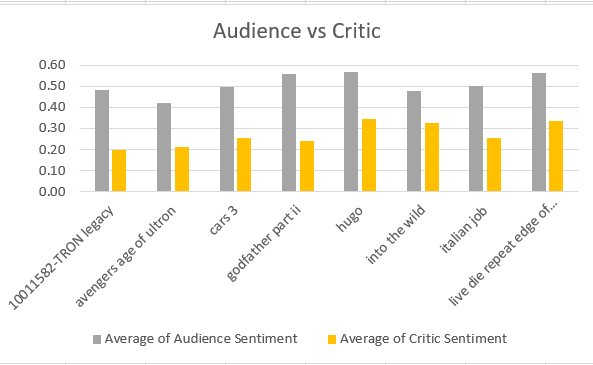 Audience vs Critic
0.60
0.50
0.40
0.30
0.20
0.10
0.00
10011582-TRON legacy
avengers age of ultron
cars 3
godfather part ii
hugo
into the wild
italian job
live die repeat edge of...
Average of Audience Sentiment
Average of Critic Sentiment